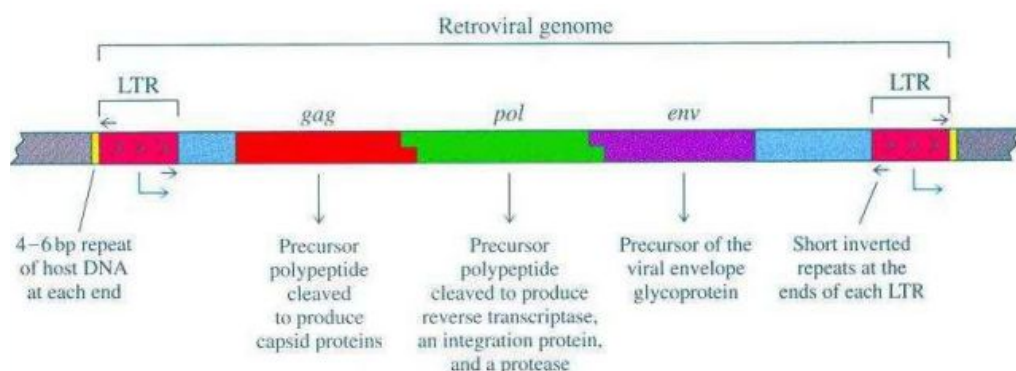 Retroviral genome
LTR
LTR
gag
pol
env
4–6 bp repeat
of host DNA
at each end
Precursor
polypeptide
cleaved
to produce
capsid proteins
Precursor
polypeptide
cleaved to produce
reverse transcriptase,
an integration protein,
and a protease
Precursor of the
viral envelope
glycoprotein
Short inverted
repeats at the
ends of each LTR